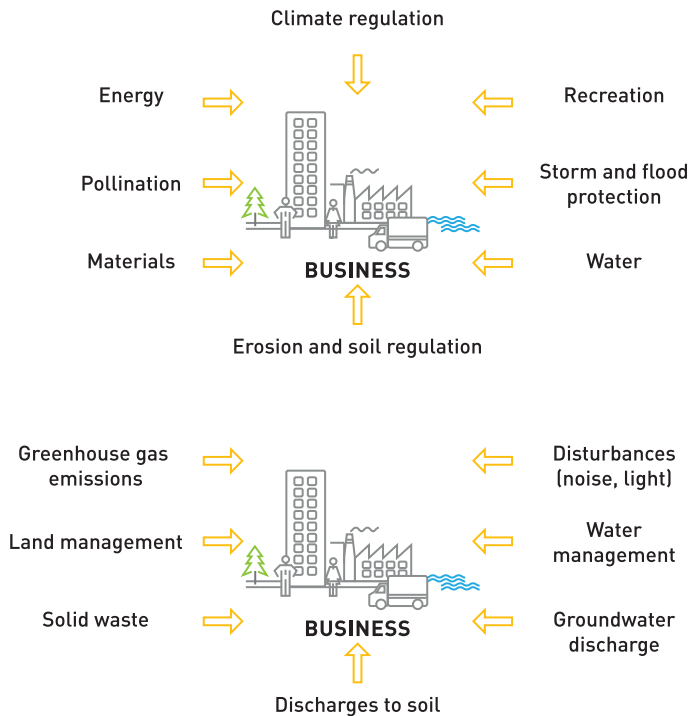 Climate regulation
Energy
Recreation
Pollination
Storm and flood
protection
Materials
Water
BUSINESS
Erosion and soil regulation
Greenhouse gas
emissions
Disturbances
(noise, light)
Land management
Water
management
Solid waste
Groundwater
discharge
BUSINESS
Discharges to soil